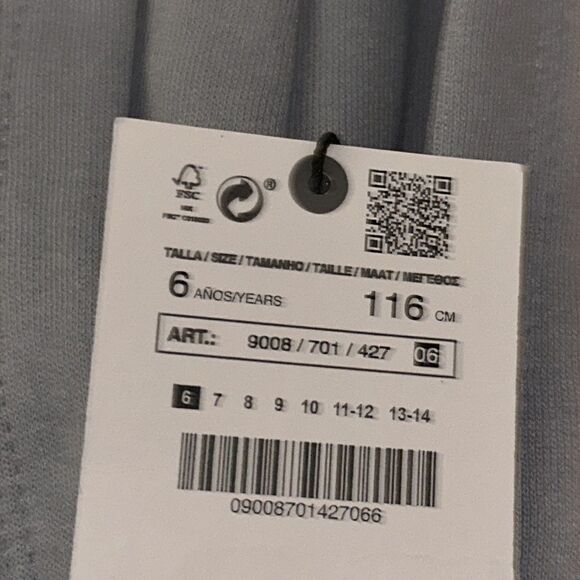 FSC
®
TALLA / SIZE / TAMANHO / TAILLE / MAAT / ΜΕΓΕΘΟΣ
6 AÑOS/YEARS 116 CM
ART.: 9008 / 701 / 427 06
6 7 8 9 10 11-12 13-14
09008701427066